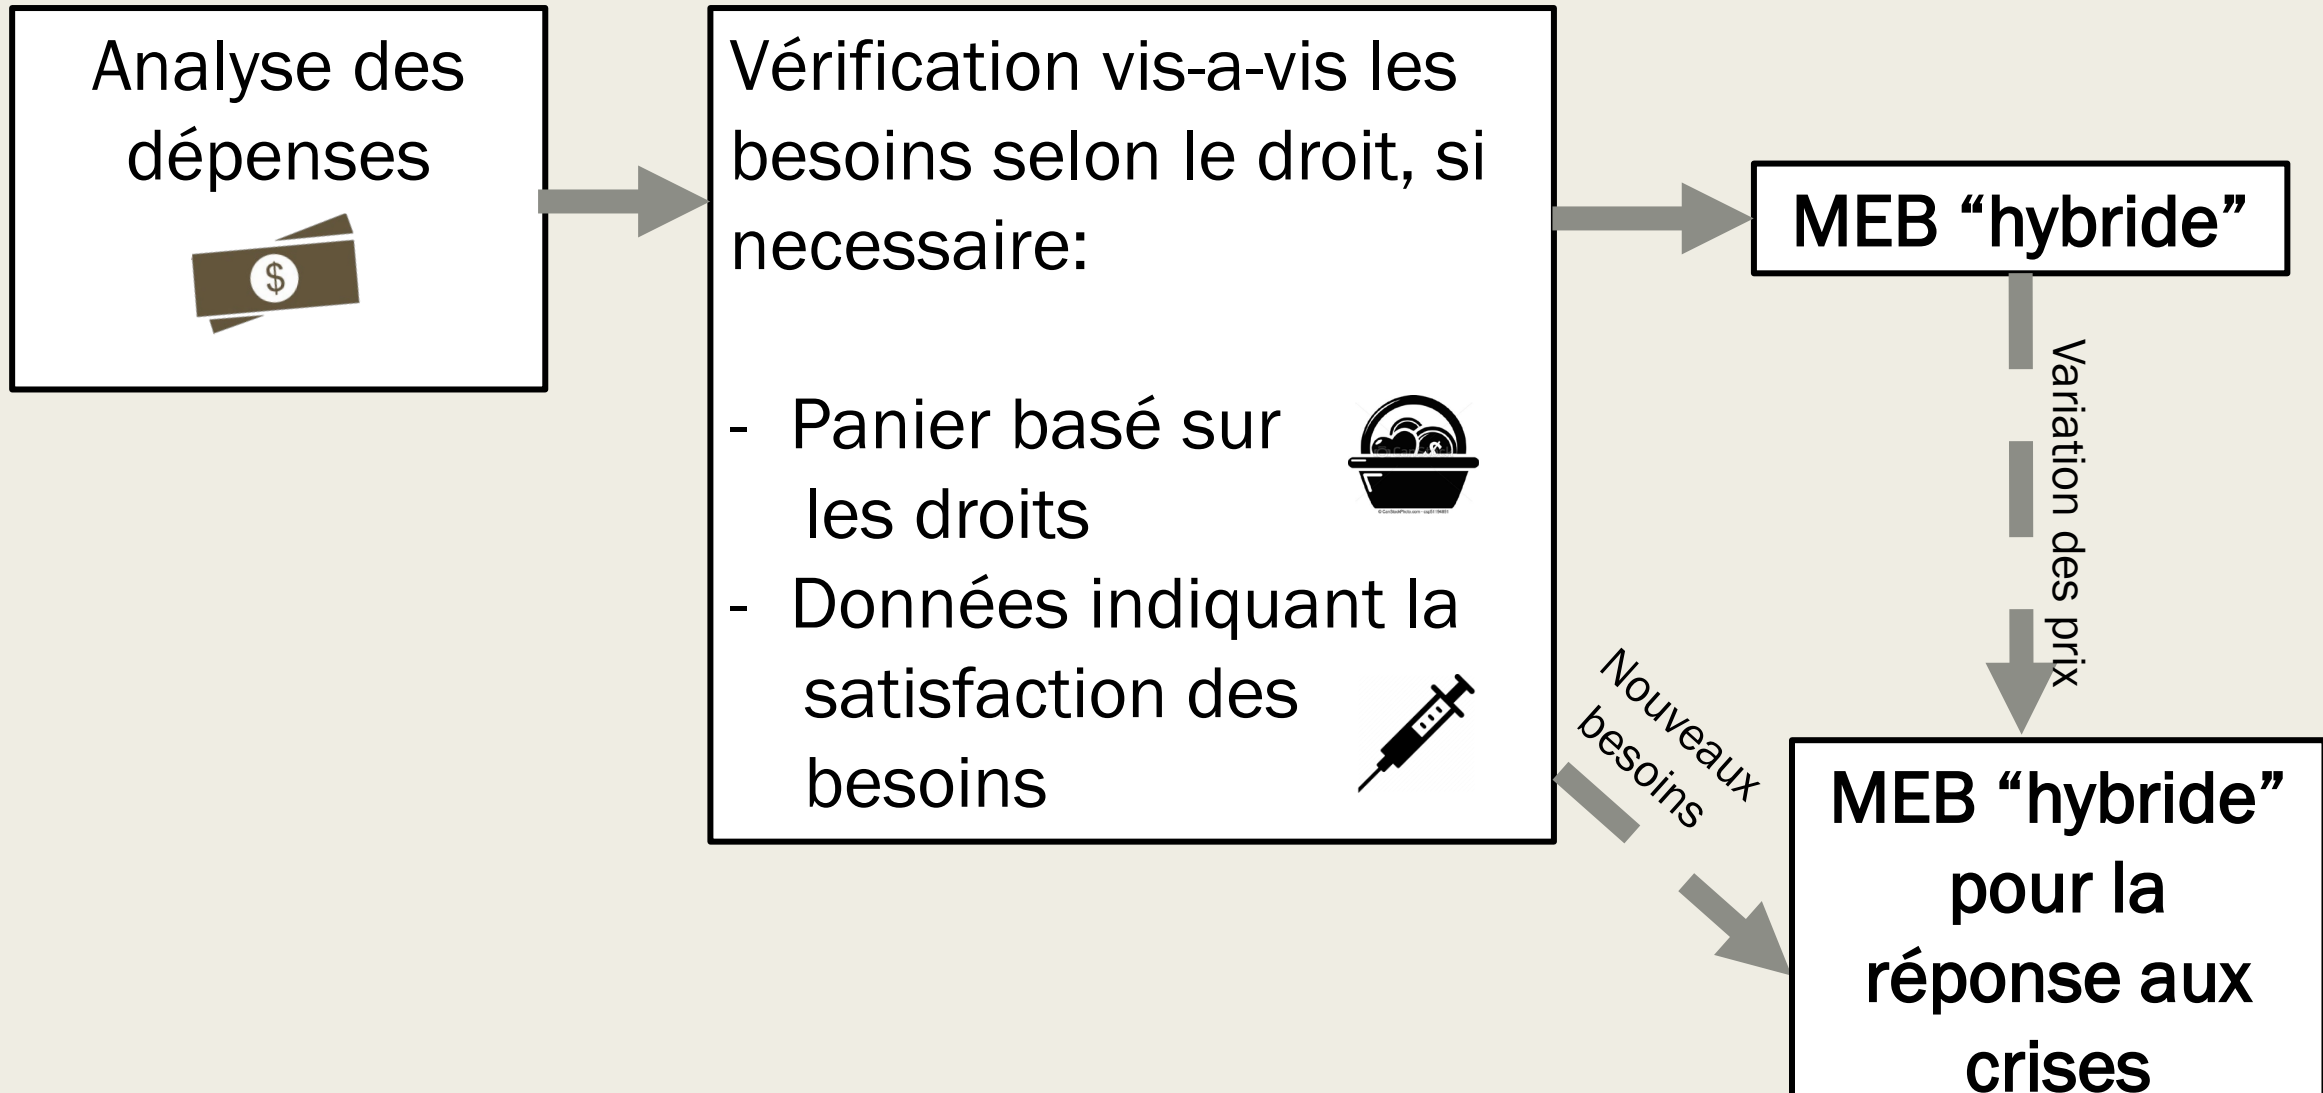 Analyse des
dépenses
$
Vérification vis-a-vis les
besoins selon le droit, si
necessaire:
- Panier basé sur
les droits
- Données indiquant la
satisfaction des
besoins
MEB “hybride”
Variation des prix
Nouveaux
besoins
MEB “hybride”
pour la
réponse aux
crises